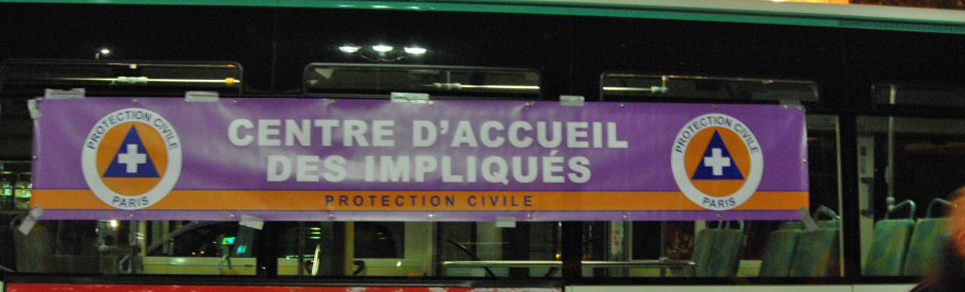 PROTECTION CIVILE
PARIS
CENTRE D'ACCUEIL
DES IMPLIQUÉS
PROTECTION CIVILE
PROTECTION CIVILE
PARIS